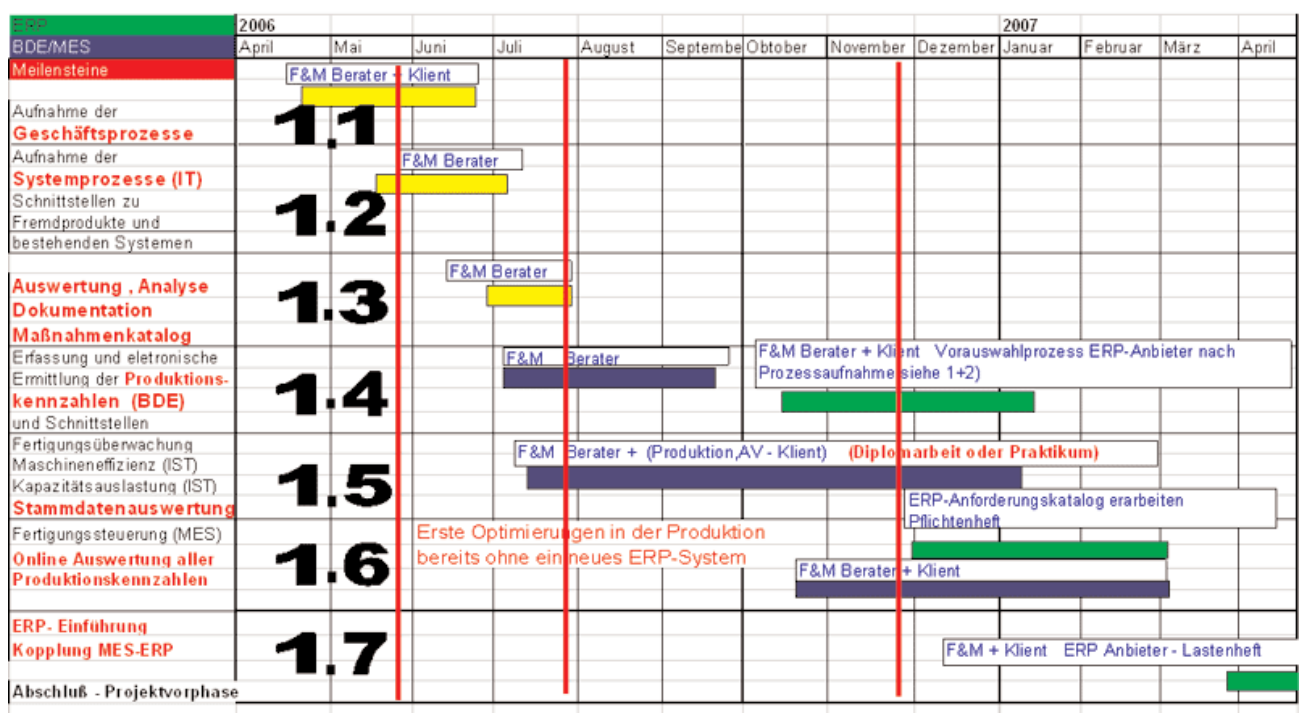 ERP
2006
2007
BDE/MES
April
Mai
Juni
Juli
August
Septembe
Obtober
November
Dezember
Januar
Februar
März
April
Meilensteine
F&M Berater + Klient
Aufnahme der
Geschäftsprozesse
1.1
Aufnahme der
Systemprozesse (IT)
Schnittstellen zu
Fremdprodukte und
bestehenden Systemen
1.2
F&M Berater
Auswertung , Analyse
Dokumentation
Maßnahmenkatalog
1.3
F&M Berater
Erfassung und eletronische
Ermittlung der Produktions-
kennzahlen (BDE)
und Schnittstellen
1.4
F&M Berater
F&M Berater + Klient Vorauswahlprozess ERP-Anbieter nach
Prozessaufnahme siehe 1+2)
Fertigungsüberwachung
Maschineneffizienz (IST)
Kapazitätsauslastung (IST)
Stammdatenauswertung
1.5
F&M Berater + (Produktion,AV - Klient) (Diplomarbeit oder Praktikum)
ERP-Anforderungskatalog erarbeiten
Pflichtenheft
Fertigungssteuerung (MES)
Online Auswertung aller
Produktionskennzahlen
1.6
Erste Optimierungen in der Produktion
bereits ohne ein neues ERP-System
F&M Berater + Klient
ERP- Einführung
Kopplung MES-ERP
1.7
F&M + Klient ERP Anbieter - Lastenheft
Abschluß - Projektvorphase